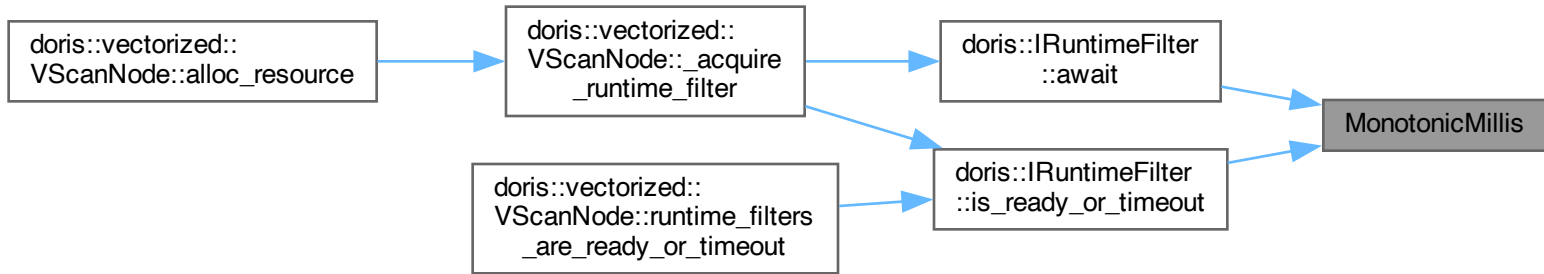 doris::vectorized::
VScanNode::alloc_resource
doris::vectorized::
VScanNode::_acquire
_runtime_filter
doris::IRuntimeFilter
::await
MonotonicMillis
doris::IRuntimeFilter
::is_ready_or_timeout
doris::vectorized::
VScanNode::runtime_filters
_are_ready_or_timeout